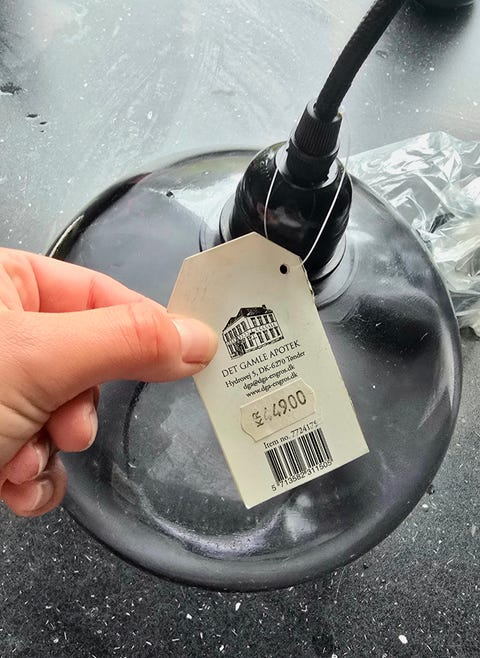 DET GAMLE APOTEK
Hydrovej 5, DK-6270 Tønder
dga@dga-engros.dk
www.dga-engros.dk
KR 449.00
Item no. 7724175
5 713582 311505